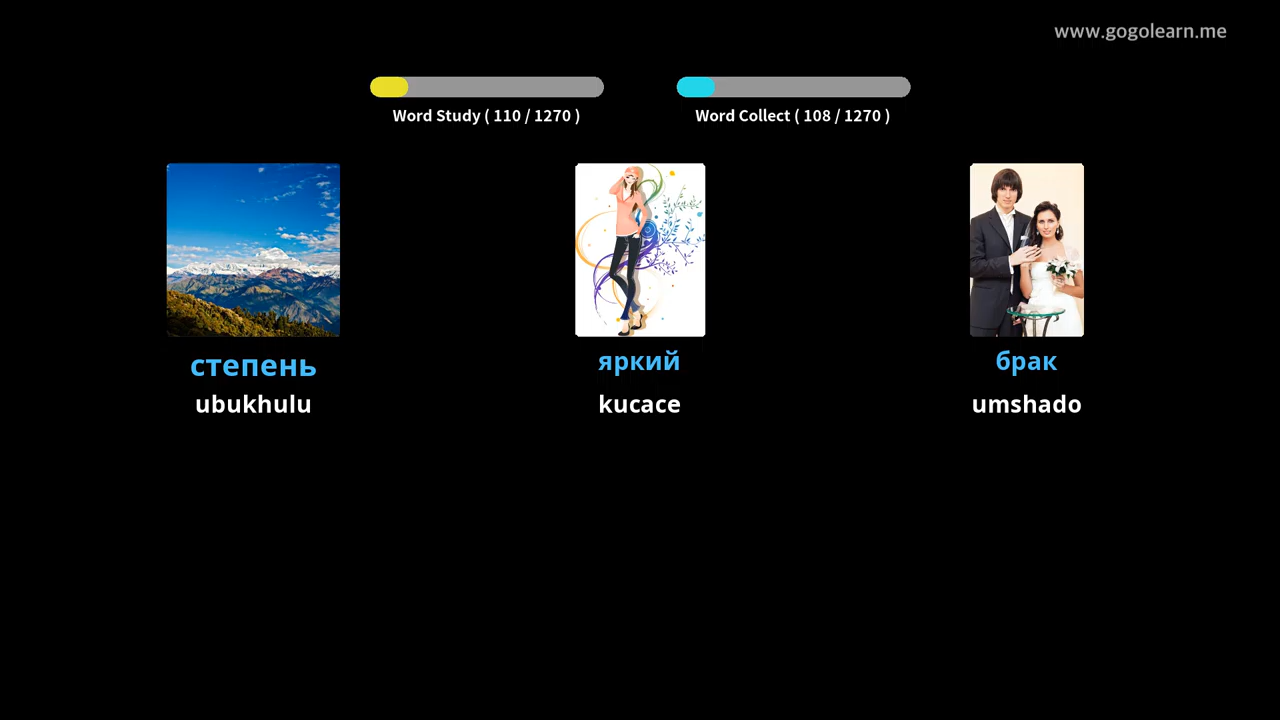 www.gogolearn.me
Word Study ( 110 / 1270 )
Word Collect ( 108 / 1270 )
степень
яркий
брак
ubukhulu
kucace
umshado